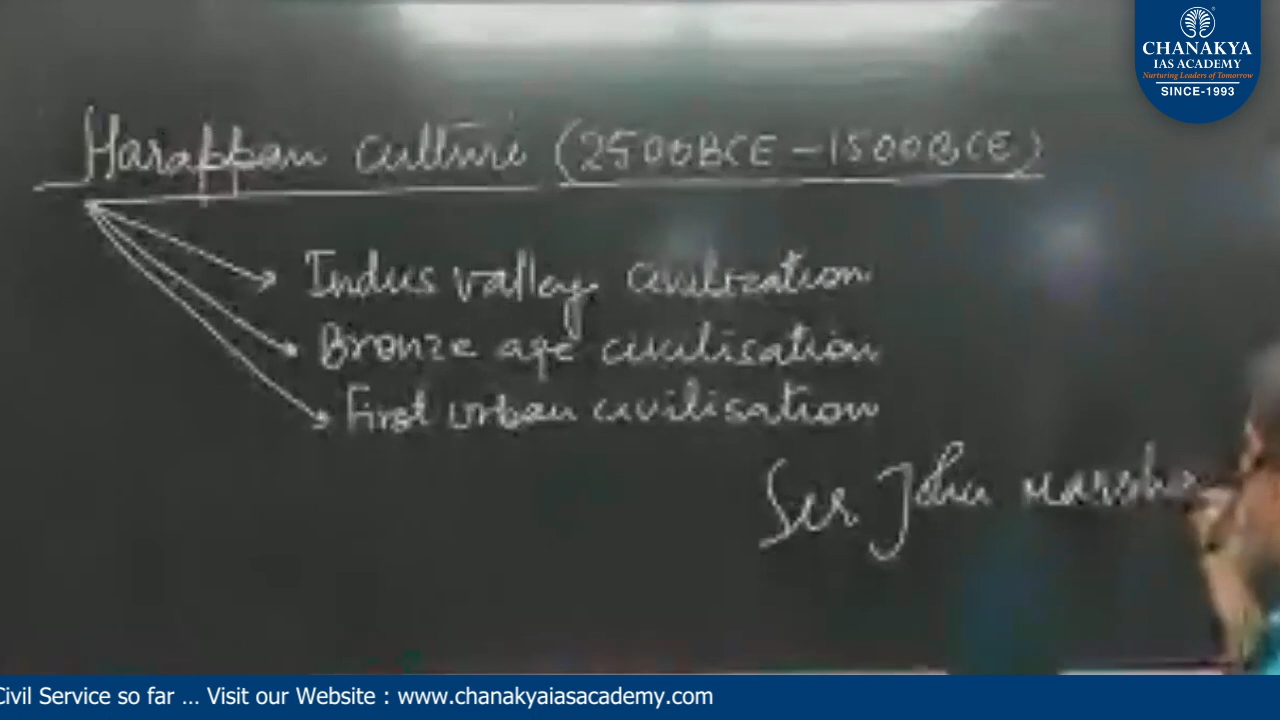 CHANAKYA
IAS ACADEMY
Nurturing Leaders of Tomorrow
SINCE-1993
Harappan culture (2500BCE - 1500BCE)
Indus valley civilization
Bronze age civilisation
First urban civilisation
Sir John Marsha
Civil Service so far ... Visit our Website : www.chanakyaiasacademy.com